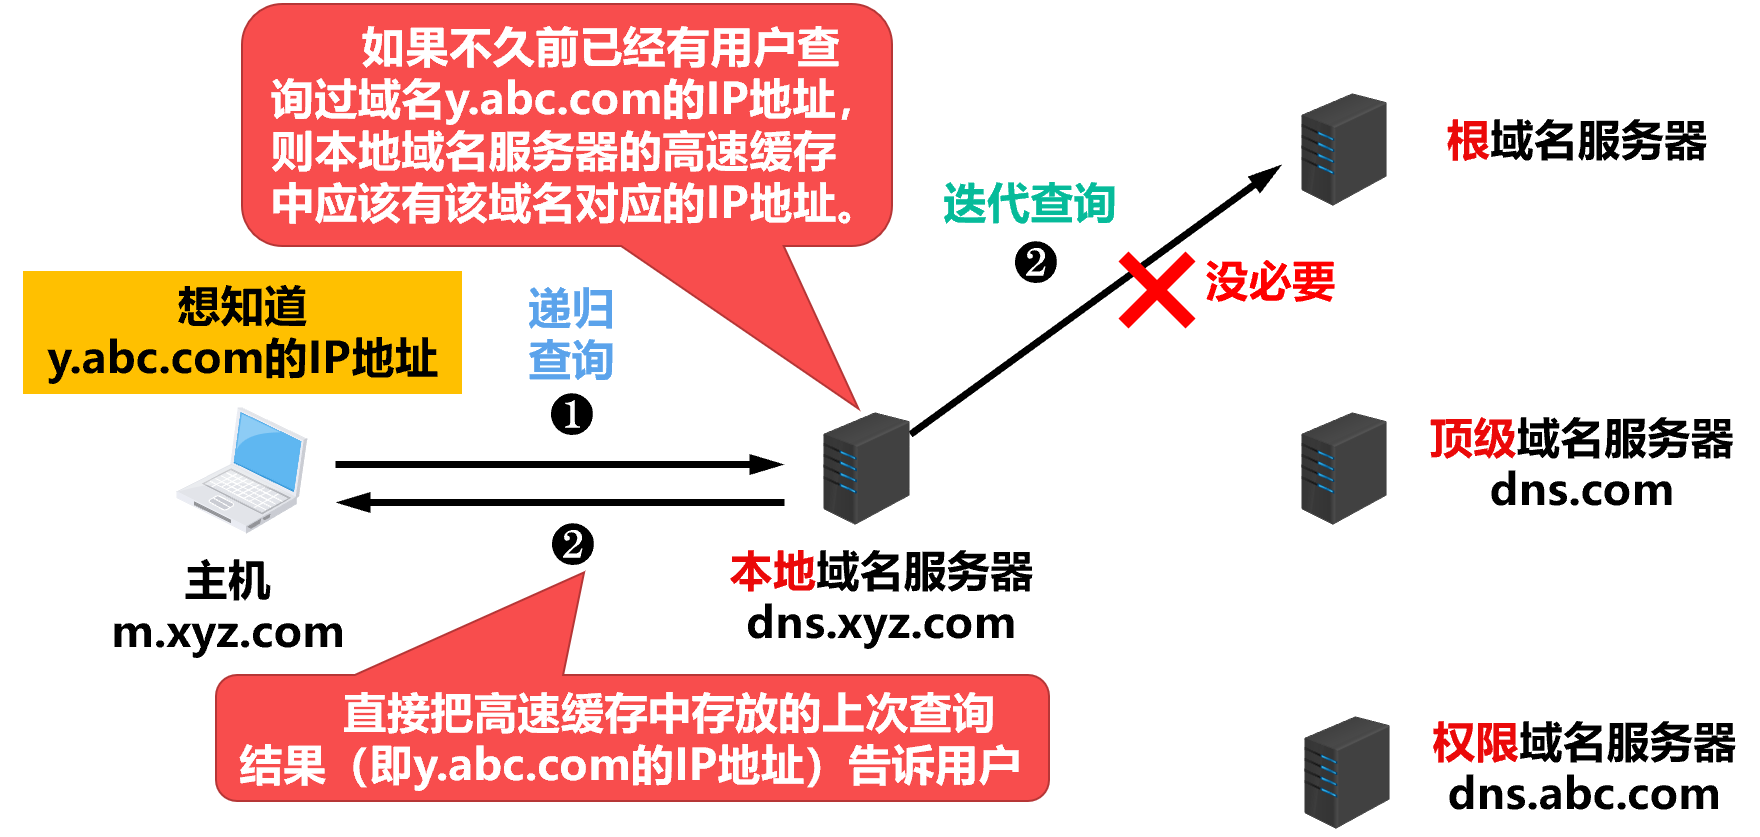 如果不久前已经有用户查
询过域名y.abc.com的IP地址,
则本地域名服务器的高速缓存
中应该有该域名对应的IP地址。
根域名服务器
迭代查询
❷
没必要
想知道
y.abc.com的IP地址
递归
查询
❶
顶级域名服务器
dns.com
❷
主机
m.xyz.com
本地域名服务器
dns.xyz.com
直接把高速缓存中存放的上次查询
结果（即y.abc.com的IP地址）告诉用户
权限域名服务器
dns.abc.com